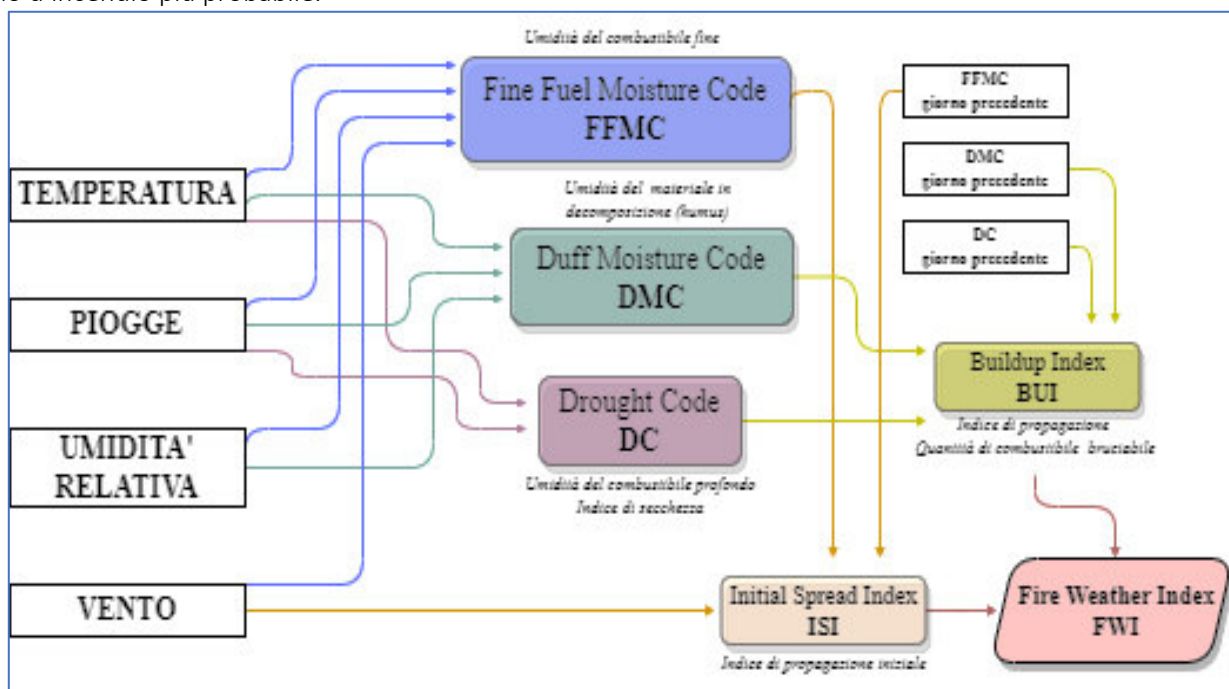 Umidità del combustibile fine
Fine Fuel Moisture Code
FFMC
FFMC
giorno precedente
DMC
giorno precedente
DC
giorno precedente
TEMPERATURA
Umidità del materiale in
decomposizione (humus)
Duff Moisture Code
DMC
PIOGGE
Buildup Index
BUI
Indice di propagazione
Quantità di combustibile bruciabile
Drought Code
DC
Umidità del combustibile profondo
Indice di secchezza
UMIDITA'
RELATIVA
VENTO
Initial Spread Index
ISI
Indice di propagazione iniziale
Fire Weather Index
FWI